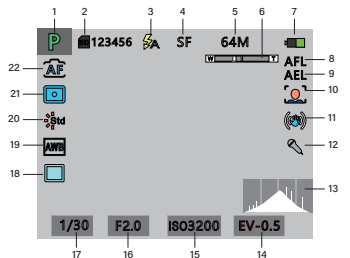 1 2 3 4 5 6 7
P 123456 A SF 64M
W T
AFL 8
AEL 9
22 AF 10
21
20 Std 11
19 AWB 12
18 13
1/30 F2.0 ISO3200 EV-0.5
17 16 15 14